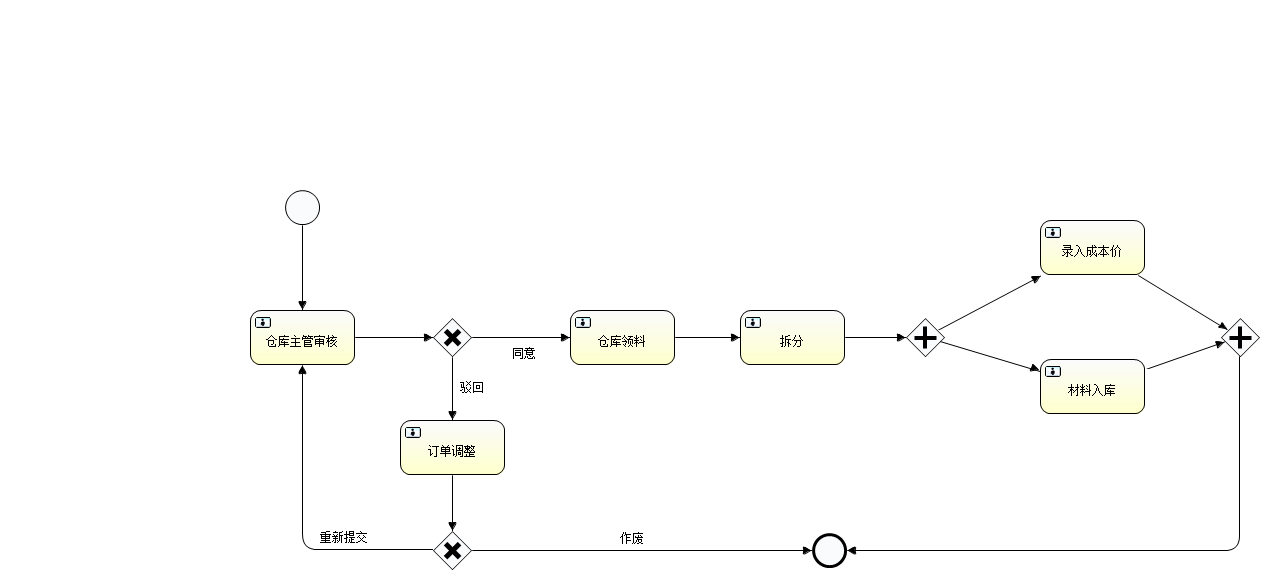 录入成本价
仓库主管审核
同意
仓库领料
拆分
驳回
材料入库
订单调整
重新提交
作废